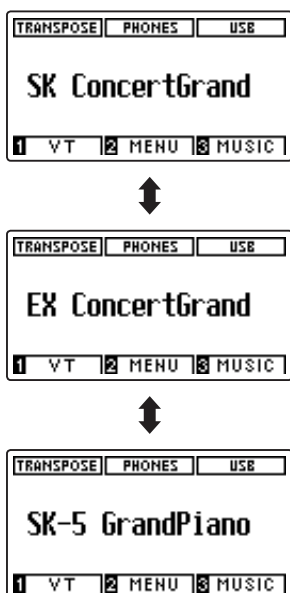 TRANSPOSE PHONES USB
SK ConcertGrand
1 VT 2 MENU 3 MUSIC
TRANSPOSE PHONES USB
EX ConcertGrand
1 VT 2 MENU 3 MUSIC
TRANSPOSE PHONES USB
SK-5 GrandPiano
1 VT 2 MENU 3 MUSIC